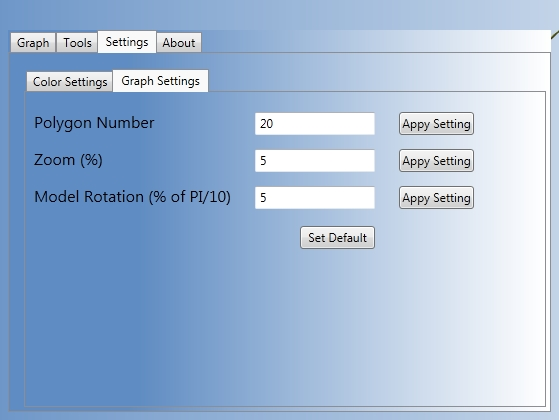 Graph Tools Settings About
Color Settings Graph Settings
Polygon Number 20 Appy Setting
Zoom (%) 5 Appy Setting
Model Rotation (% of PI/10) 5 Appy Setting
Set Default